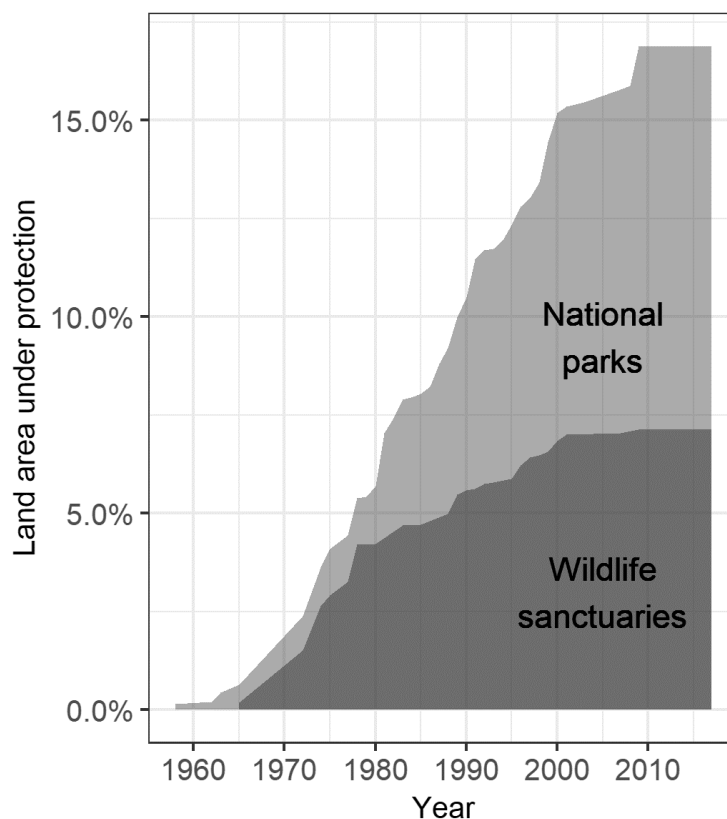 15.0%
10.0%
5.0%
0.0%
Land area under protection
National
parks
Wildlife
sanctuaries
1960 1970 1980 1990 2000 2010
Year